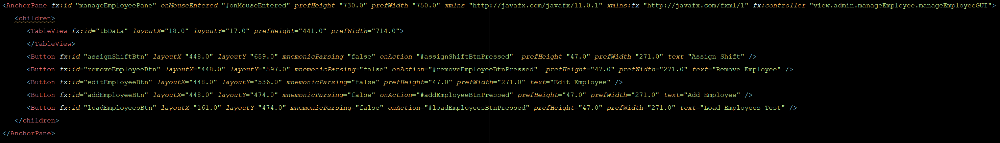 <AnchorPane fx:id="manageEmployeePane" onMouseEntered="#onMouseEntered" prefHeight="730.0" prefWidth="750.0" xmlns="http://javafx.com/javafx/11.0.1" xmlns:fx="http://javafx.com/fxml/1" fx:controller="view.admin.manageEmployee.manageEmployeeGUI">
   <children>
      <TableView fx:id="tbData" layoutX="18.0" layoutY="17.0" prefHeight="441.0" prefWidth="714.0">
      </TableView>
      <Button fx:id="assignShiftBtn" layoutX="448.0" layoutY="659.0" mnemonicParsing="false" onAction="#assignShiftBtnPressed"  prefHeight="47.0" prefWidth="271.0" text="Assign Shift" />
      <Button fx:id="removeEmployeeBtn" layoutX="448.0" layoutY="597.0" mnemonicParsing="false" onAction="#removeEmployeeBtnPressed"  prefHeight="47.0" prefWidth="271.0" text="Remove Employee" />
      <Button fx:id="editEmployeeBtn" layoutX="448.0" layoutY="536.0" mnemonicParsing="false" prefHeight="47.0" prefWidth="271.0" text="Edit Employee" />
      <Button fx:id="addEmployeeBtn" layoutX="448.0" layoutY="474.0" mnemonicParsing="false" onAction="#addEmployeeBtnPressed" prefHeight="47.0" prefWidth="271.0" text="Add Employee" />
      <Button fx:id="loadEmployeesBtn" layoutX="161.0" layoutY="474.0" mnemonicParsing="false" onAction="#loadEmployeesBtnPressed" prefHeight="47.0" prefWidth="271.0" text="Load Employees Test" />
   </children>
</AnchorPane>